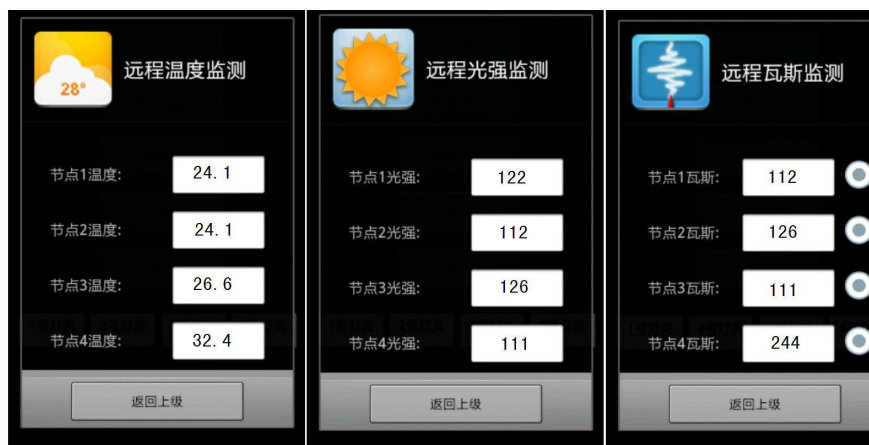 28°
远程温度监测
节点1温度: 24.1
节点2温度: 24.1
节点3温度: 26.6
节点4温度: 32.4
返回上级
远程光强监测
节点1光强: 122
节点2光强: 112
节点3光强: 126
节点4光强: 111
返回上级
远程瓦斯监测
节点1瓦斯: 112
节点2瓦斯: 126
节点3瓦斯: 111
节点4瓦斯: 244
返回上级